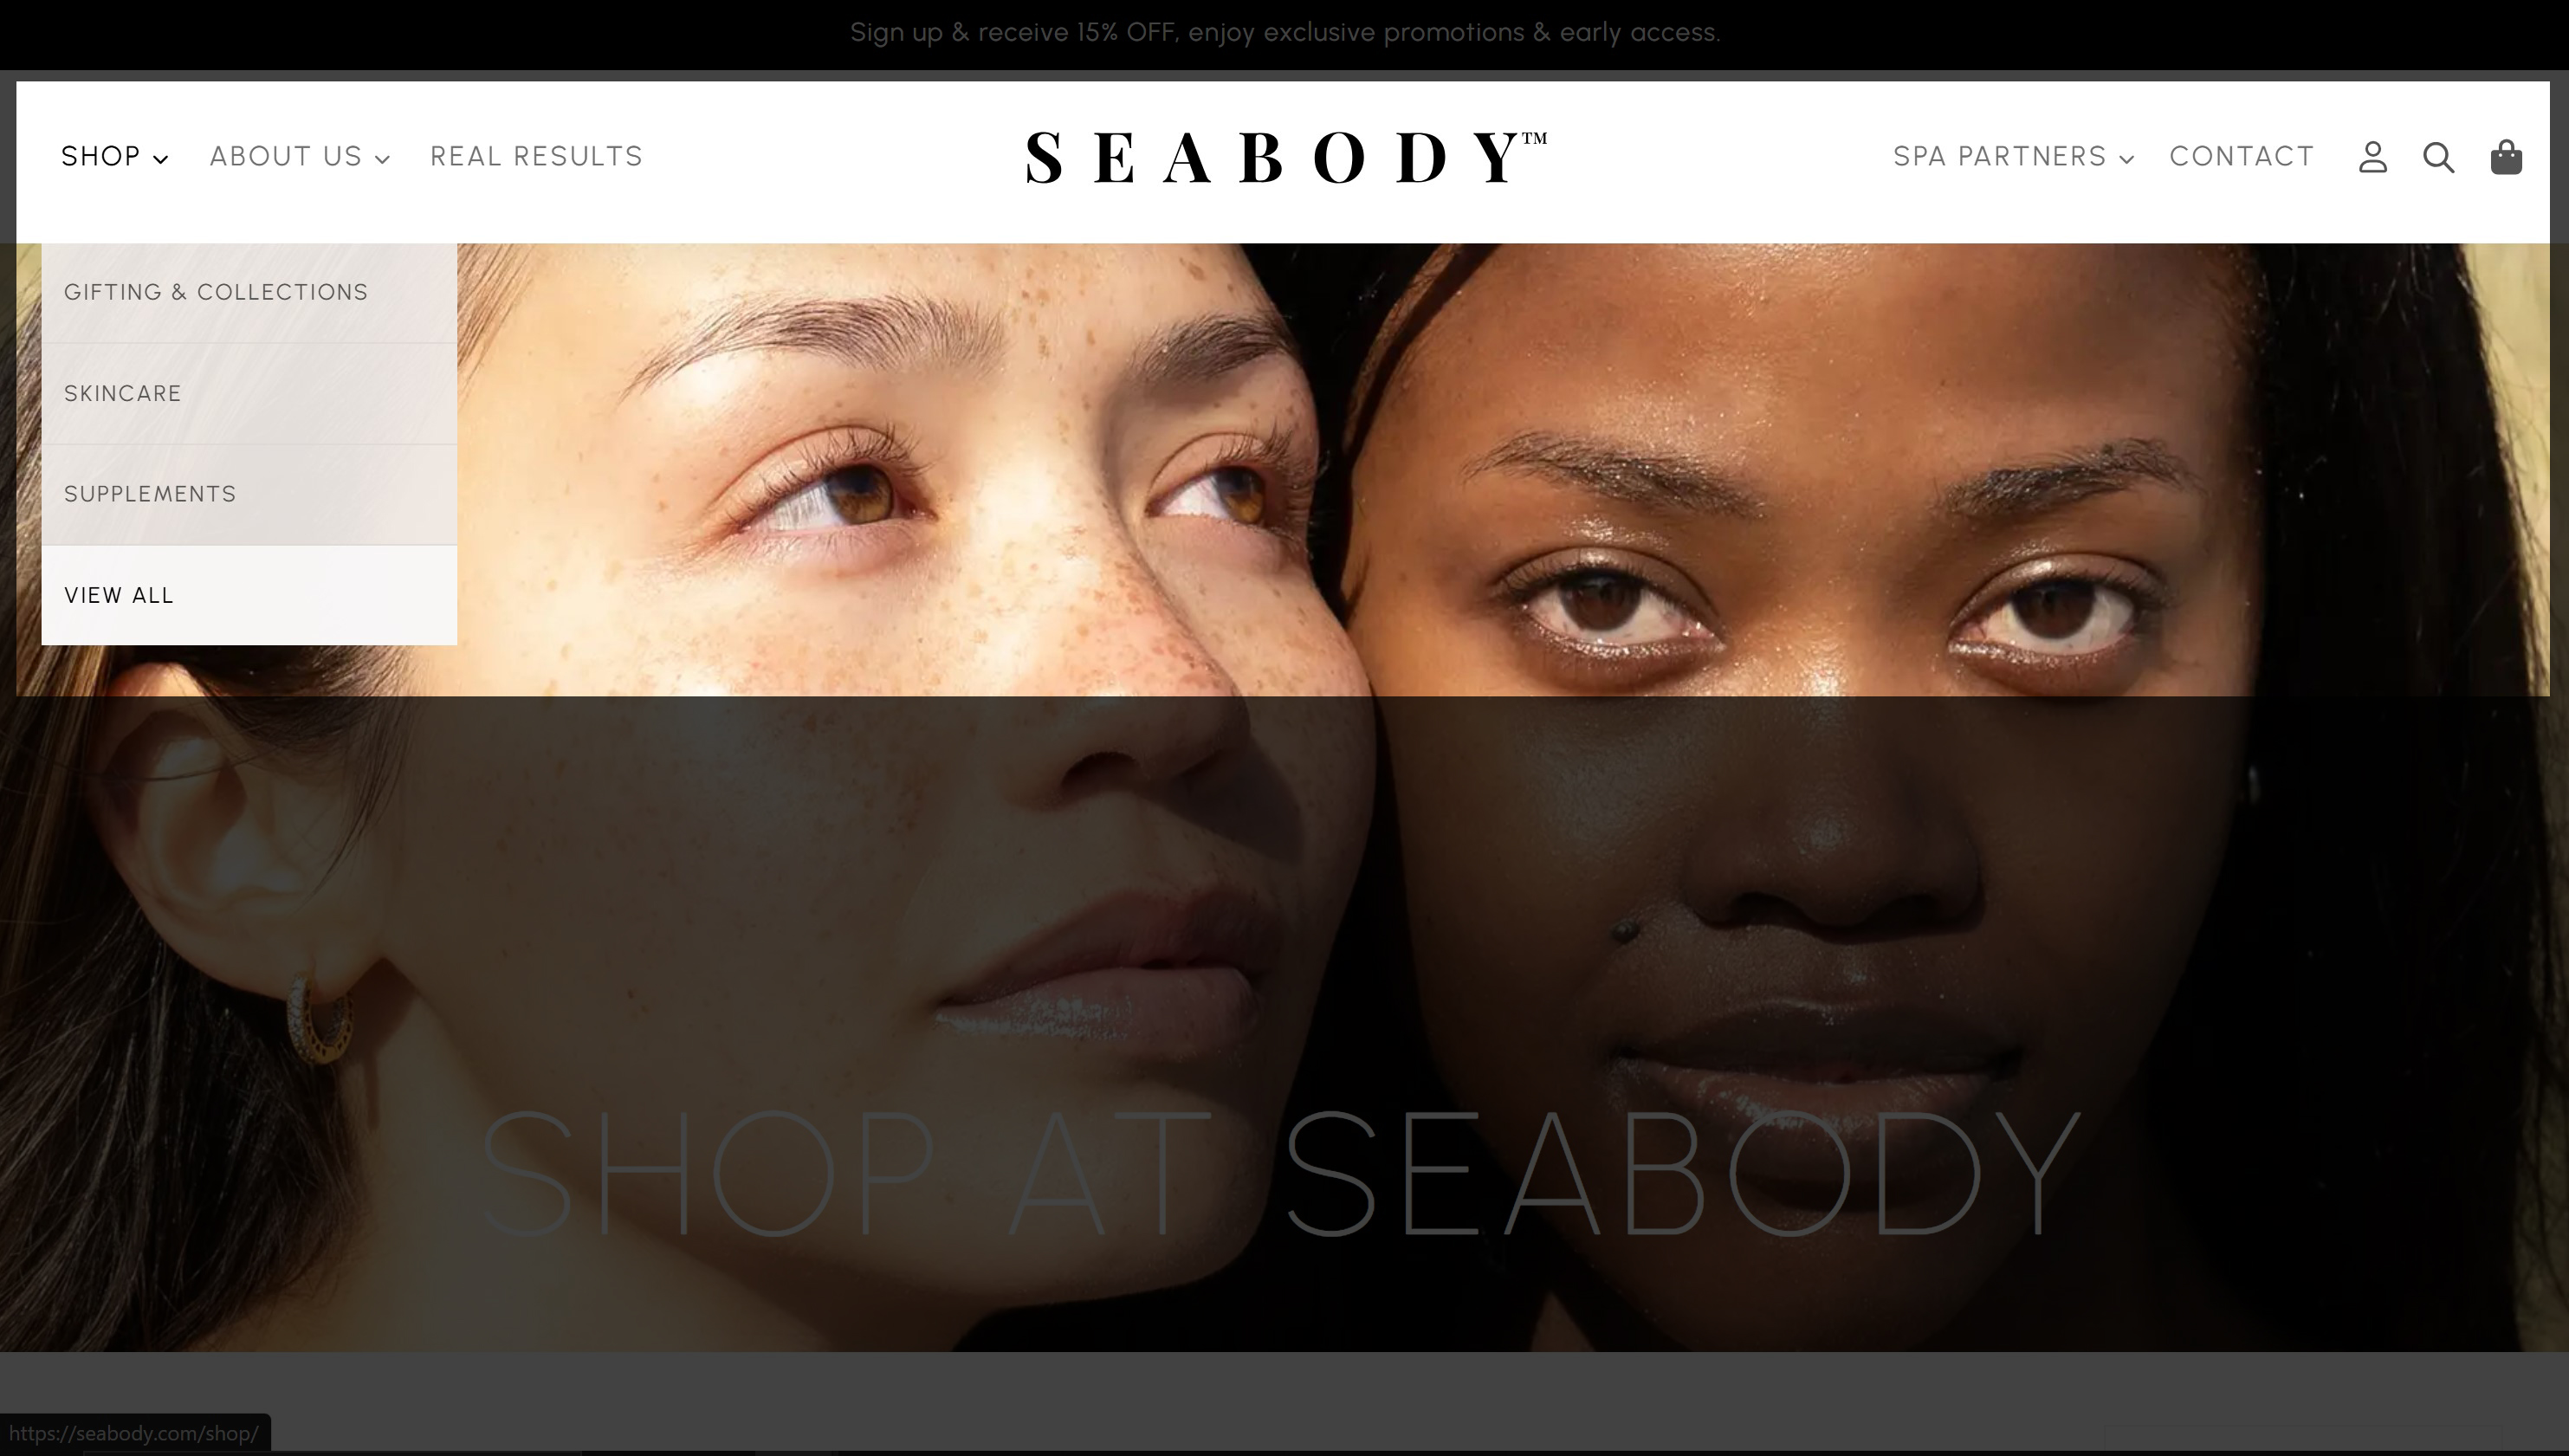 Sign up & receive 15% OFF, enjoy exclusive promotions & early access.
SHOP ABOUT US REAL RESULTS SEABODY™ SPA PARTNERS CONTACT
GIFTING & COLLECTIONS
SKINCARE
SUPPLEMENTS
VIEW ALL
SHOP AT SEABODY
https://seabody.com/shop/